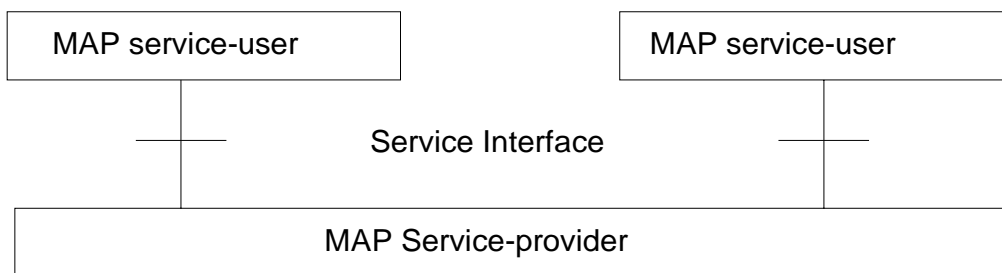 MAP service-user
MAP service-user
Service Interface
MAP Service-provider